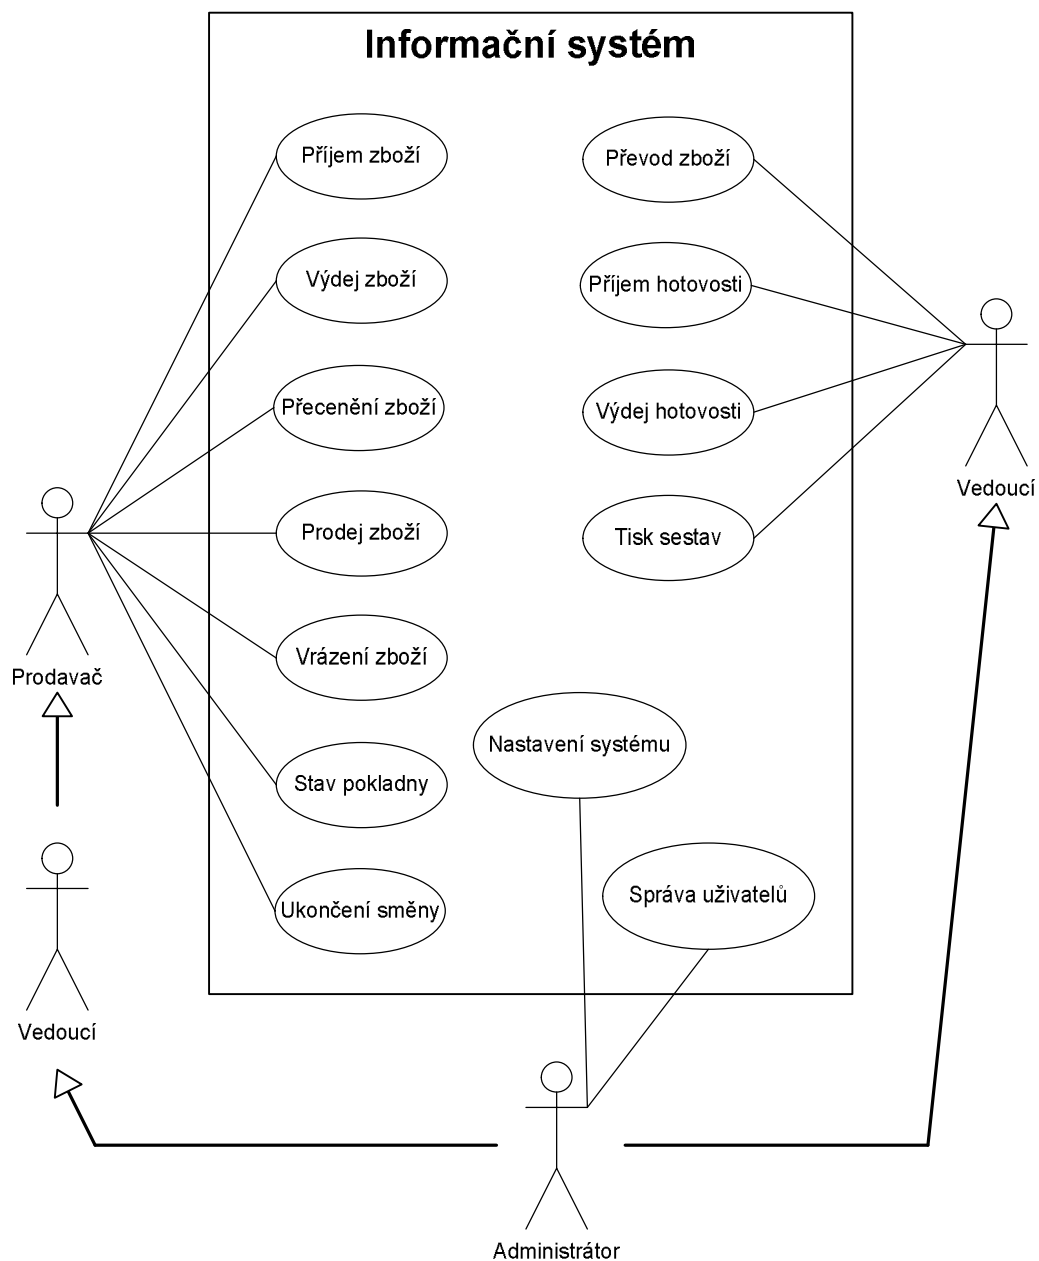 Informační systém
Příjem zboží
Převod zboží
Výdej zboží
Příjem hotovosti
Přecenění zboží
Výdej hotovosti
Vedoucí
Prodej zboží
Tisk sestav
Vrázení zboží
Prodavač
Nastavení systému
Stav pokladny
Správa uživatelů
Ukončení směny
Vedoucí
Administrátor